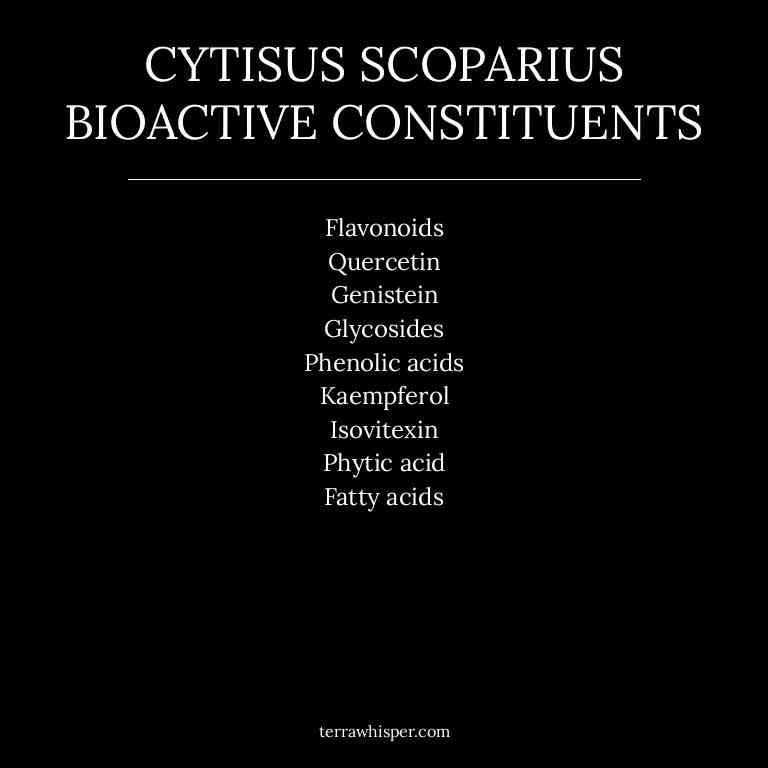 CYTISUS SCOPARIUS
BIOACTIVE CONSTITUENTS
Flavonoids
Quercetin
Genistein
Glycosides
Phenolic acids
Kaempferol
Isovitexin
Phytic acid
Fatty acids
terrawhisper.com